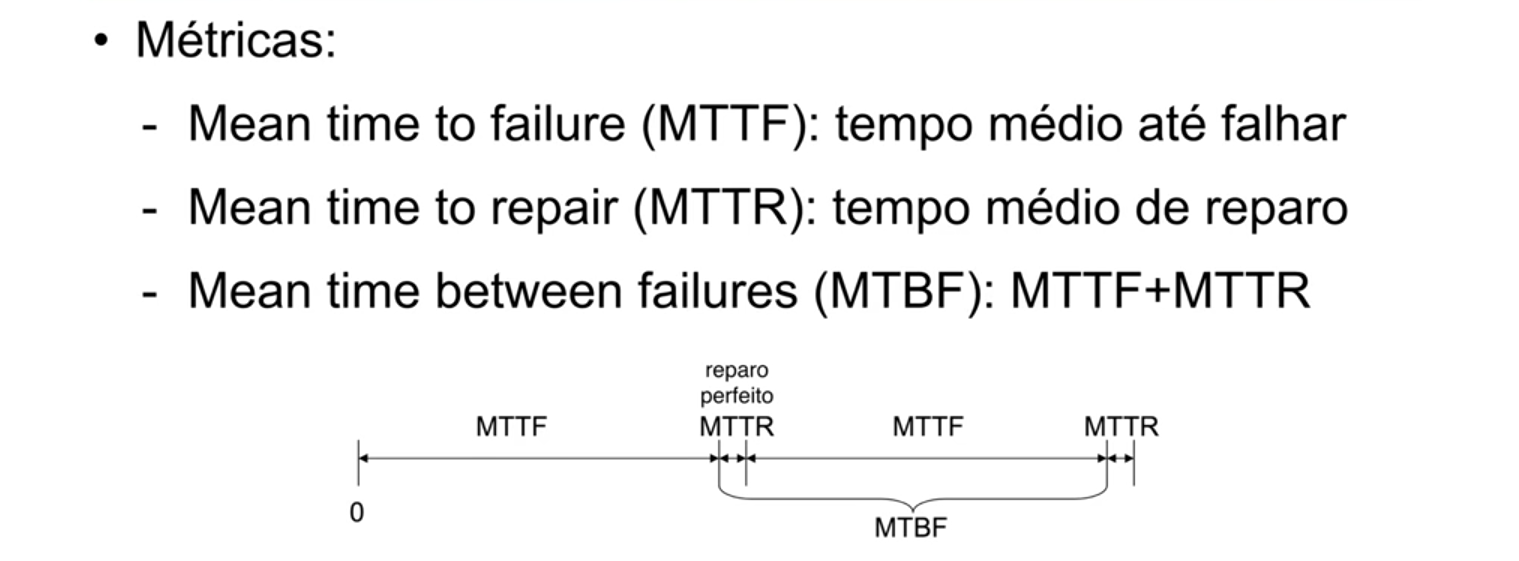 • Métricas:
- Mean time to failure (MTTF): tempo médio até falhar
- Mean time to repair (MTTR): tempo médio de reparo
- Mean time between failures (MTBF): MTTF+MTTR
reparo
perfeito
MTTF MTTR MTTF MTTR
0
MTBF